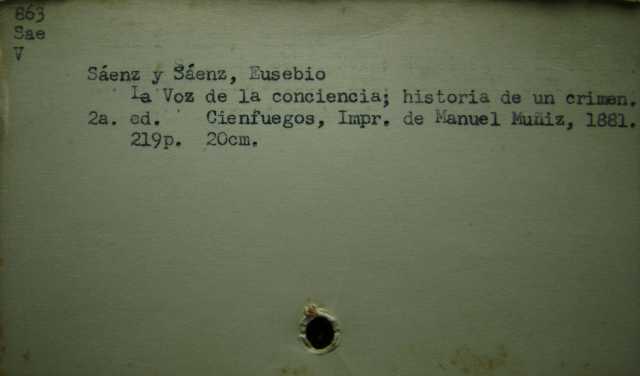 863
Sae
V
Sáenz y Sáenz, Eusebio
La Voz de la conciencia; historia de un crimen.
2a. ed. Cienfuegos, Impr. de Manuel Muñiz, 1881.
219p. 20cm.